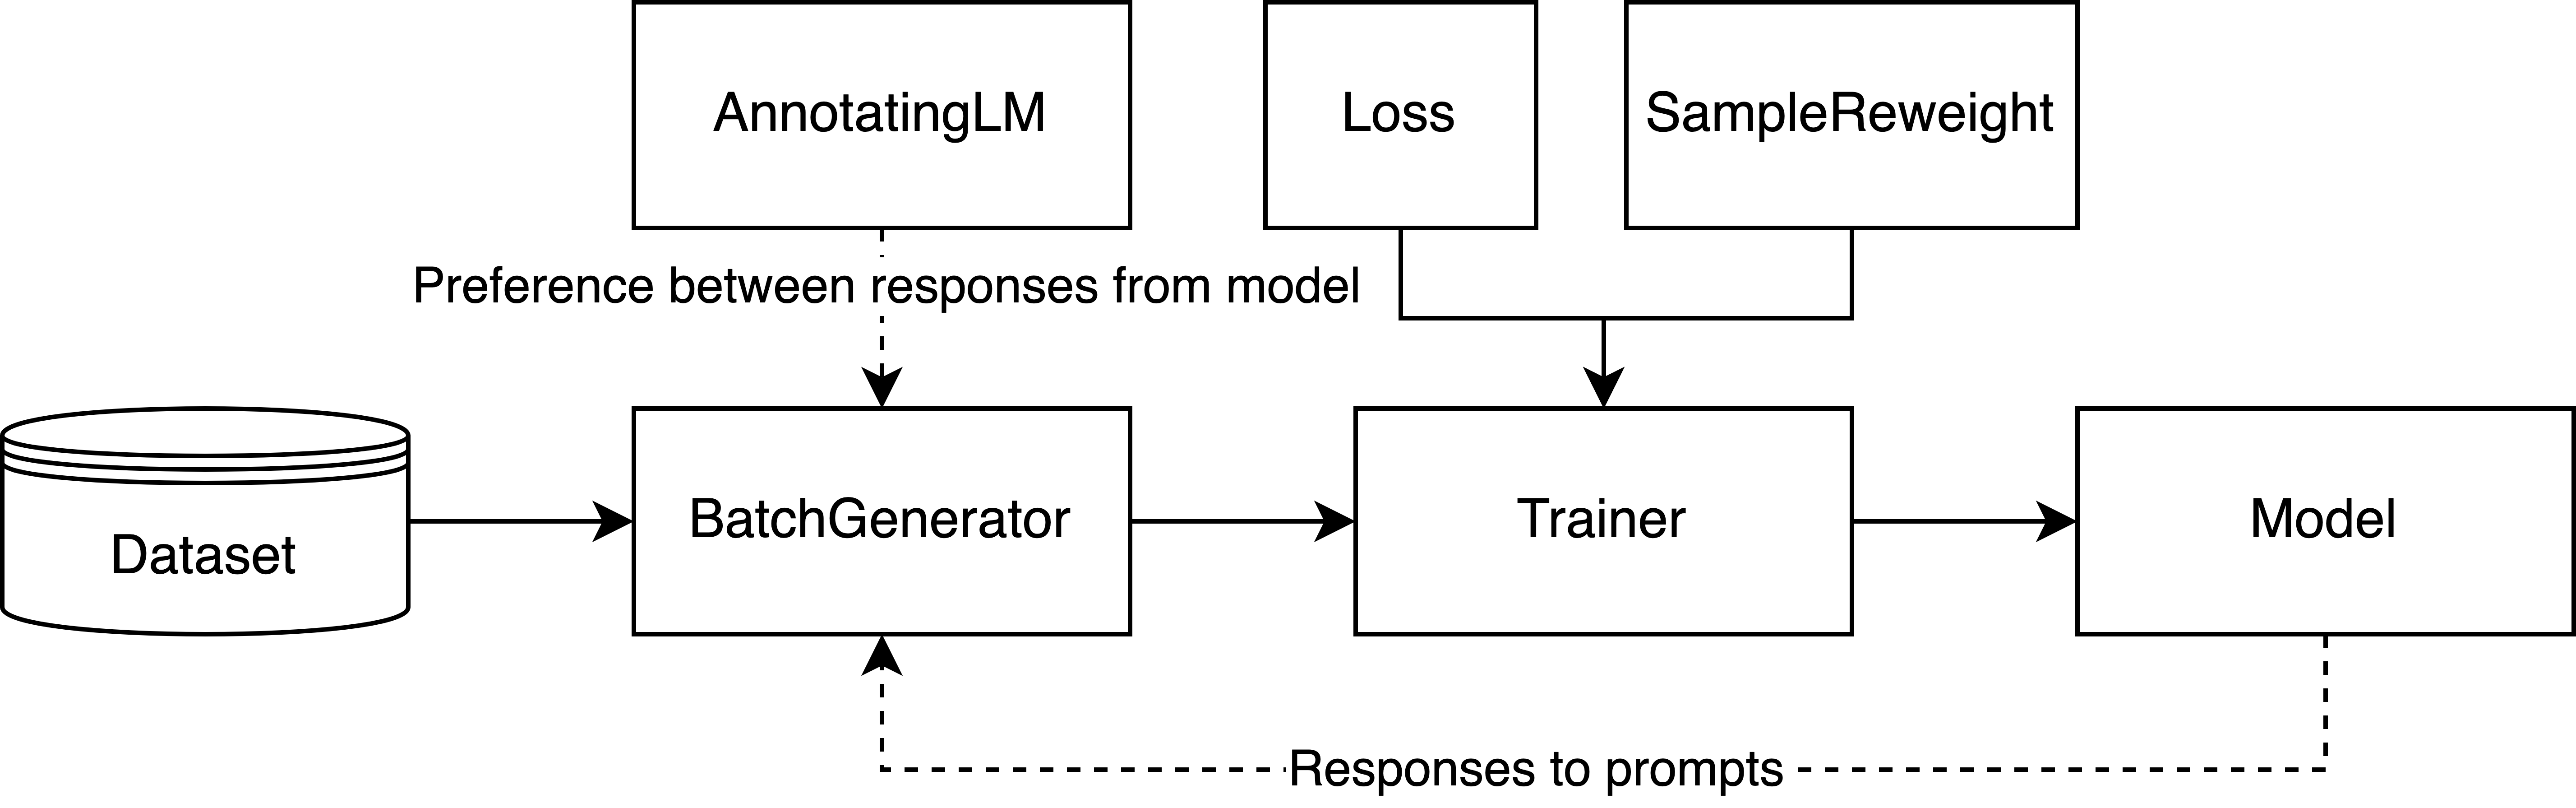 AnnotatingLM
Loss
SampleReweight
Preference between responses from model
Dataset
BatchGenerator
Trainer
Model
Responses to prompts